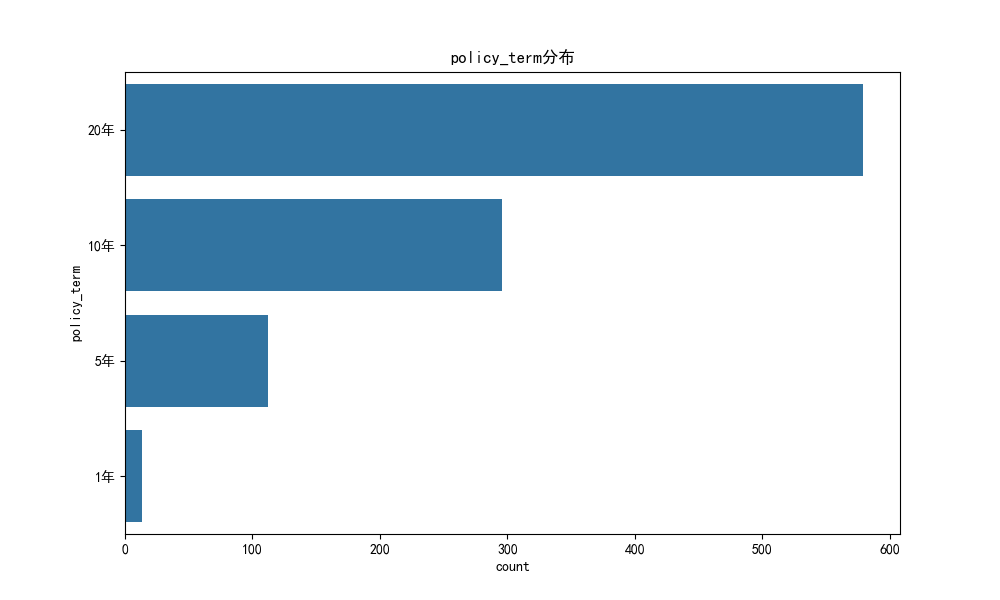 policy_term分布
policy_term
20年
10年
5年
1年
0 100 200 300 400 500 600
count